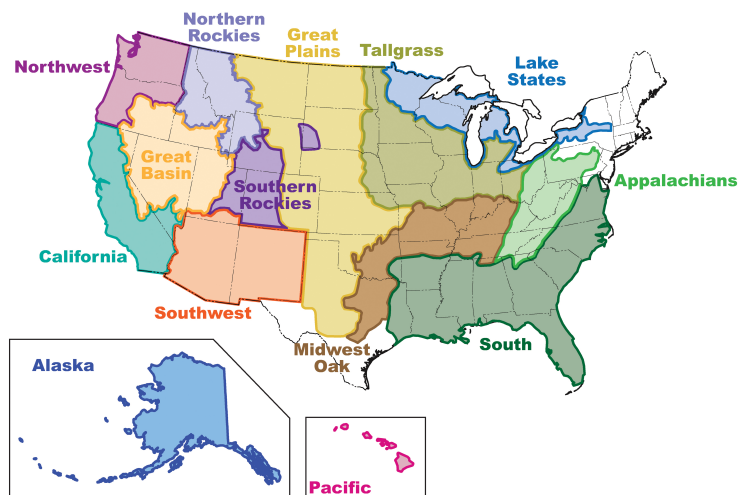 Northern
Rockies
Great
Plains
Tallgrass
Lake
States
Northwest
Great
Basin
Southern
Rockies
Appalachians
California
Southwest
Midwest
Oak
South
Alaska
Pacific